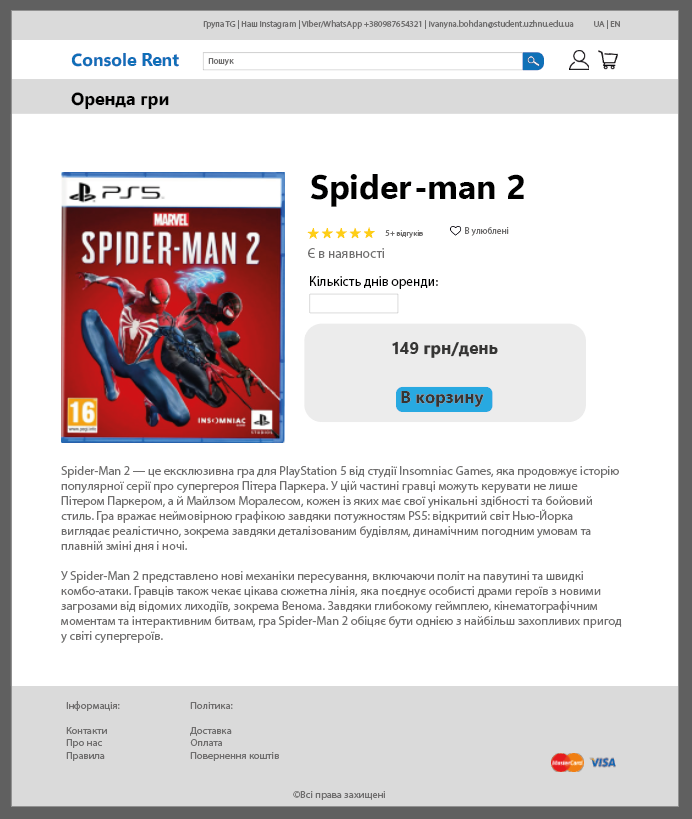 Група TG | Наш Instagram | Viber/WhatsApp +380987654321 | ivanyna.bohdan@student.uzhnu.edu.ua UA | EN
Console Rent
Пошук
Оренда гри
PS5
MARVEL
SPIDER-MAN 2
16
www.pegi.info
INSOMNIAC
GAMES
PlayStation
STUDIOS
Spider-man 2
5+ відгуків
В улюблені
Є в наявності
Кількість днів оренди:
149 грн/день
В корзину
Spider-Man 2 — це ексклюзивна гра для PlayStation 5 від студії Insomniac Games, яка продовжує історію
популярної серії про супергероя Пітера Паркера. У цій частині гравці можуть керувати не лише
Пітером Паркером, а й Майлзом Моралесом, кожен із яких має свої унікальні здібності та бойовий
стиль. Гра вражає неймовірною графікою завдяки потужностям PS5: відкритий світ Нью-Йорка
виглядає реалістично, зокрема завдяки деталізованим будівлям, динамічним погодним умовам та
плавній зміні дня і ночі.
У Spider-Man 2 представлено нові механіки пересування, включаючи політ на павутині та швидкі
комбо-атаки. Гравців також чекає цікава сюжетна лінія, яка поєднує особисті драми героїв з новими
загрозами від відомих лиходіїв, зокрема Венома. Завдяки глибокому геймплею, кінематографічним
моментам та інтерактивним битвам, гра Spider-Man 2 обіцяє бути однією з найбільш захопливих пригод
у світі супергероїв.
Інформація:
Контакти
Про нас
Правила
Політика:
Доставка
Оплата
Повернення коштів
MasterCard
VISA
©Всі права захищені